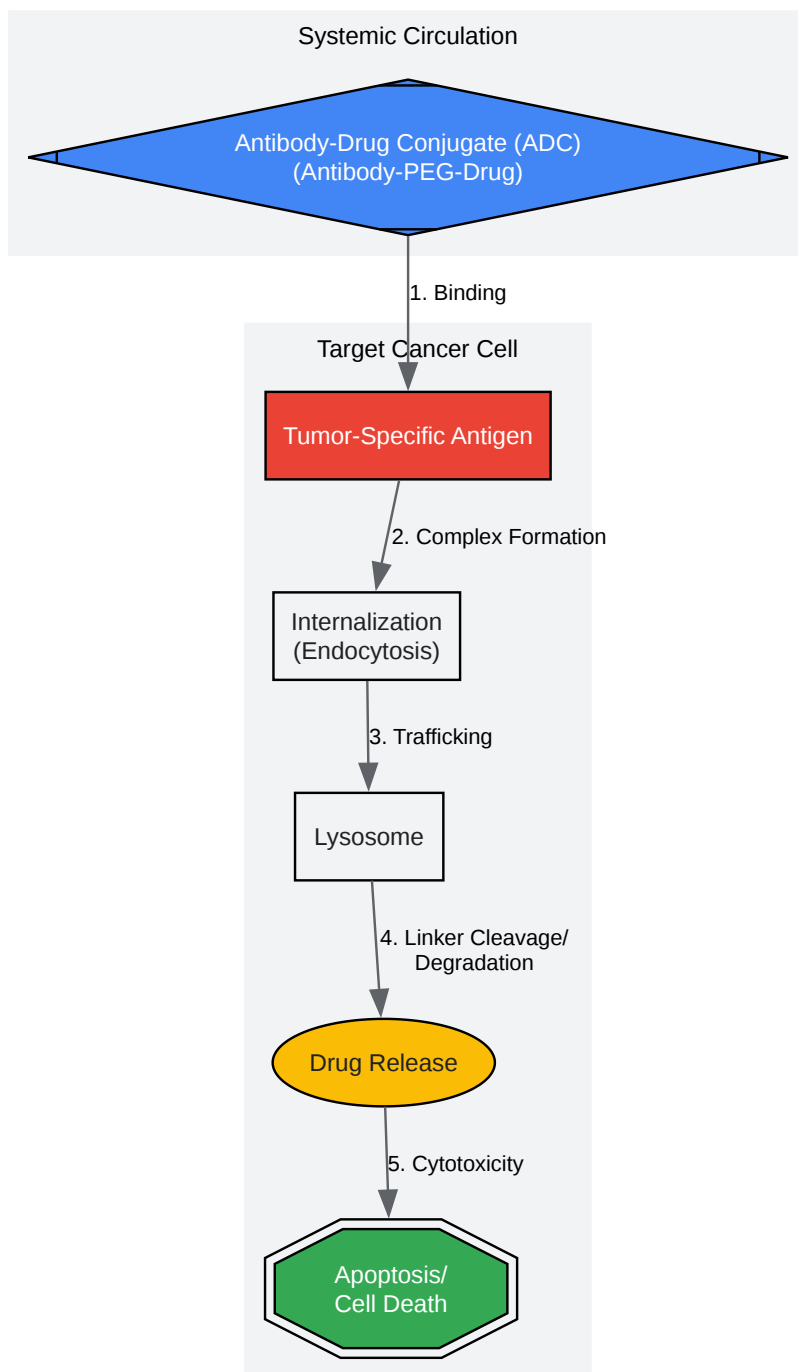 Systemic Circulation
Antibody-Drug Conjugate (ADC)
(Antibody-PEG-Drug)
1. Binding
Target Cancer Cell
Tumor-Specific Antigen
2. Complex Formation
Internalization
(Endocytosis)
3. Trafficking
Lysosome
4. Linker Cleavage/
Degradation
Drug Release
5. Cytotoxicity
Apoptosis/
Cell Death